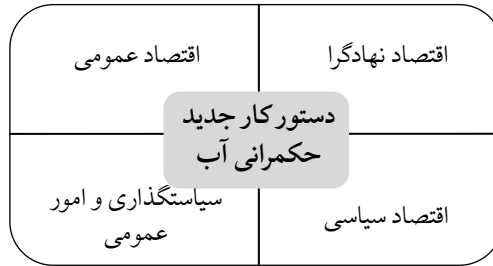 اقتصاد نهادگرا
اقتصاد عمومی
دستور کار جدید
حکمرانی آب
اقتصاد سیاسی
سیاستگذاری و امور
عمومی